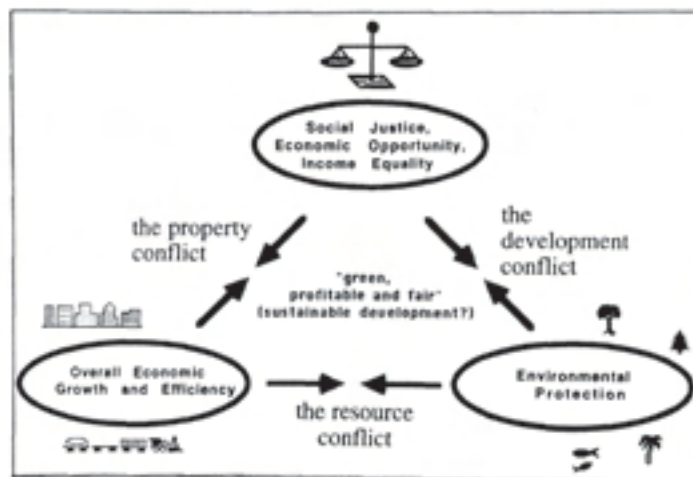 Social Justice,
Economic Opportunity,
Income Equality
the property
conflict
the
development
conflict
"green,
profitable and fair"
(sustainable development?)
Overall Economic
Growth and Efficiency
Environmental
Protection
the resource
conflict